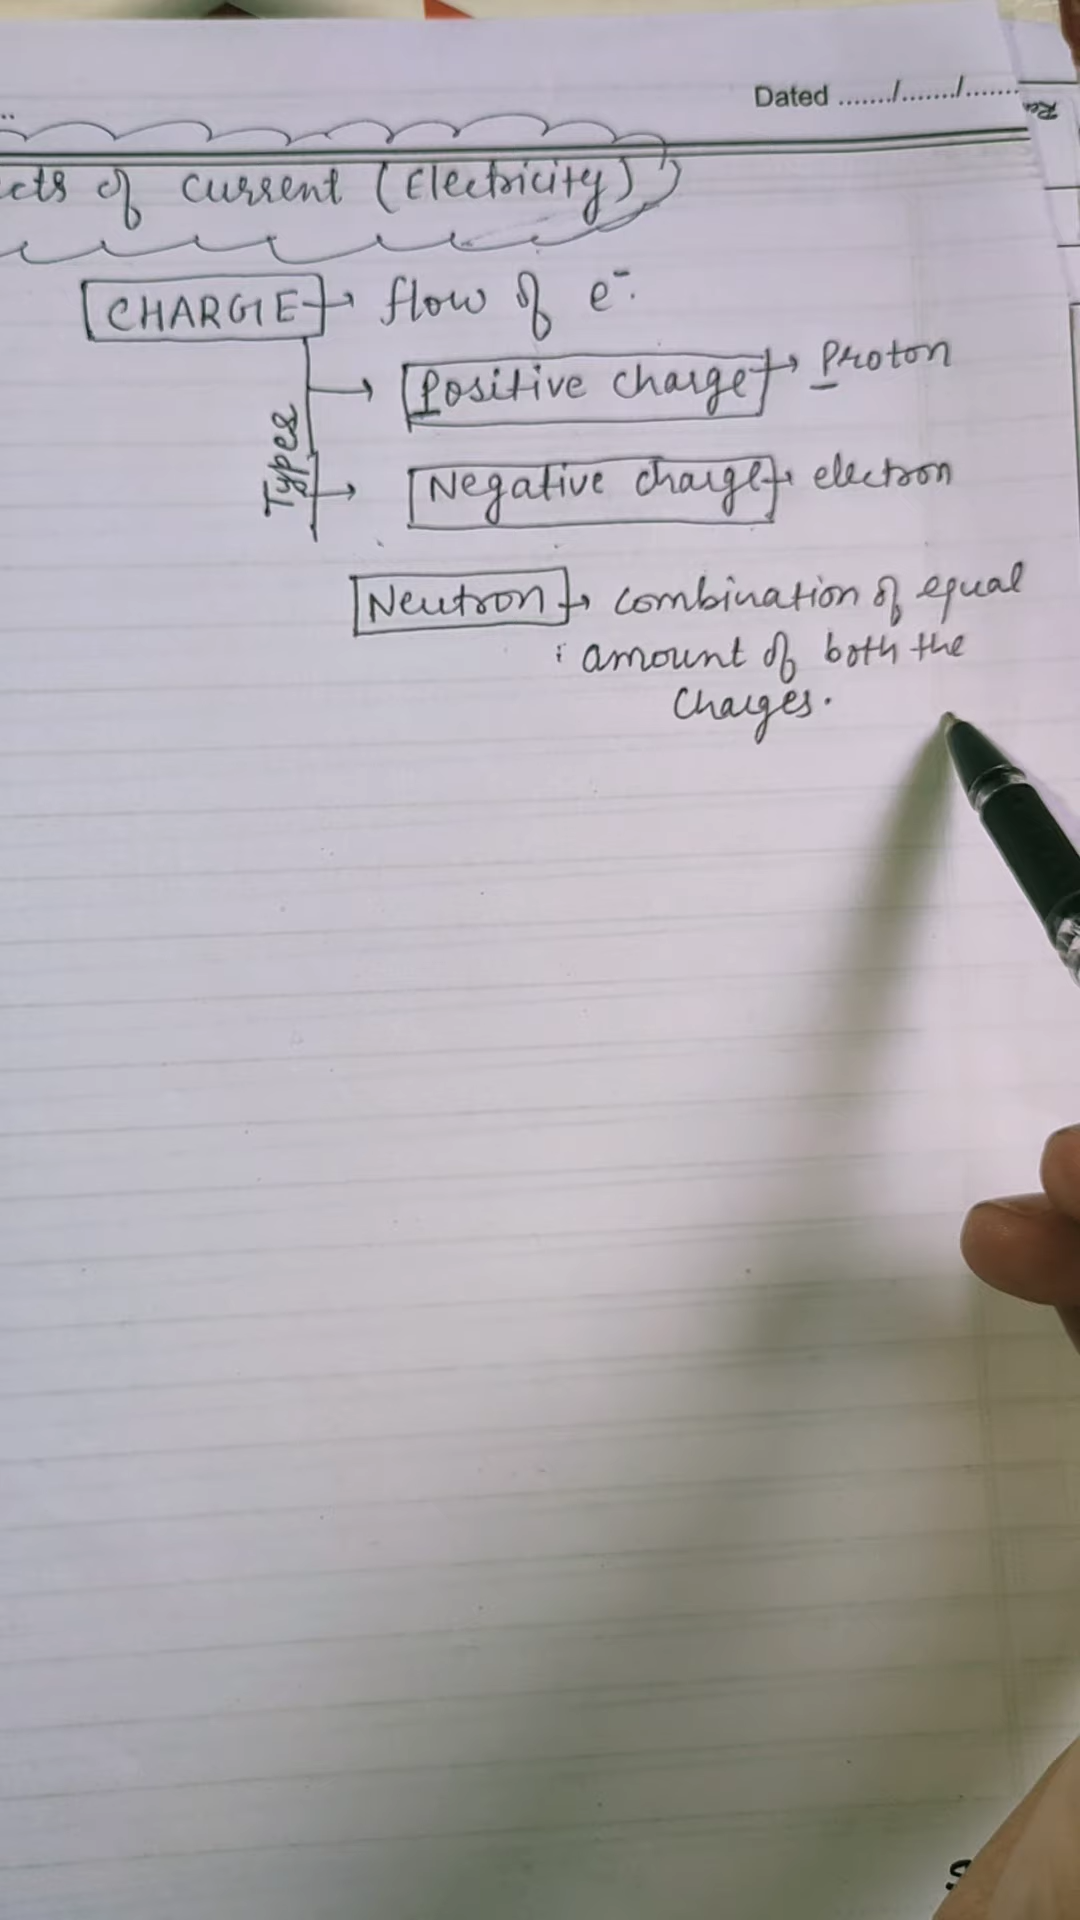 Dated ......./......./.......
cts of current (Electricity)
CHARGE → flow of e⁻.
Positive charge → Proton
Types
Negative charge → electron
Neutron → combination of equal
amount of both the
Charges.